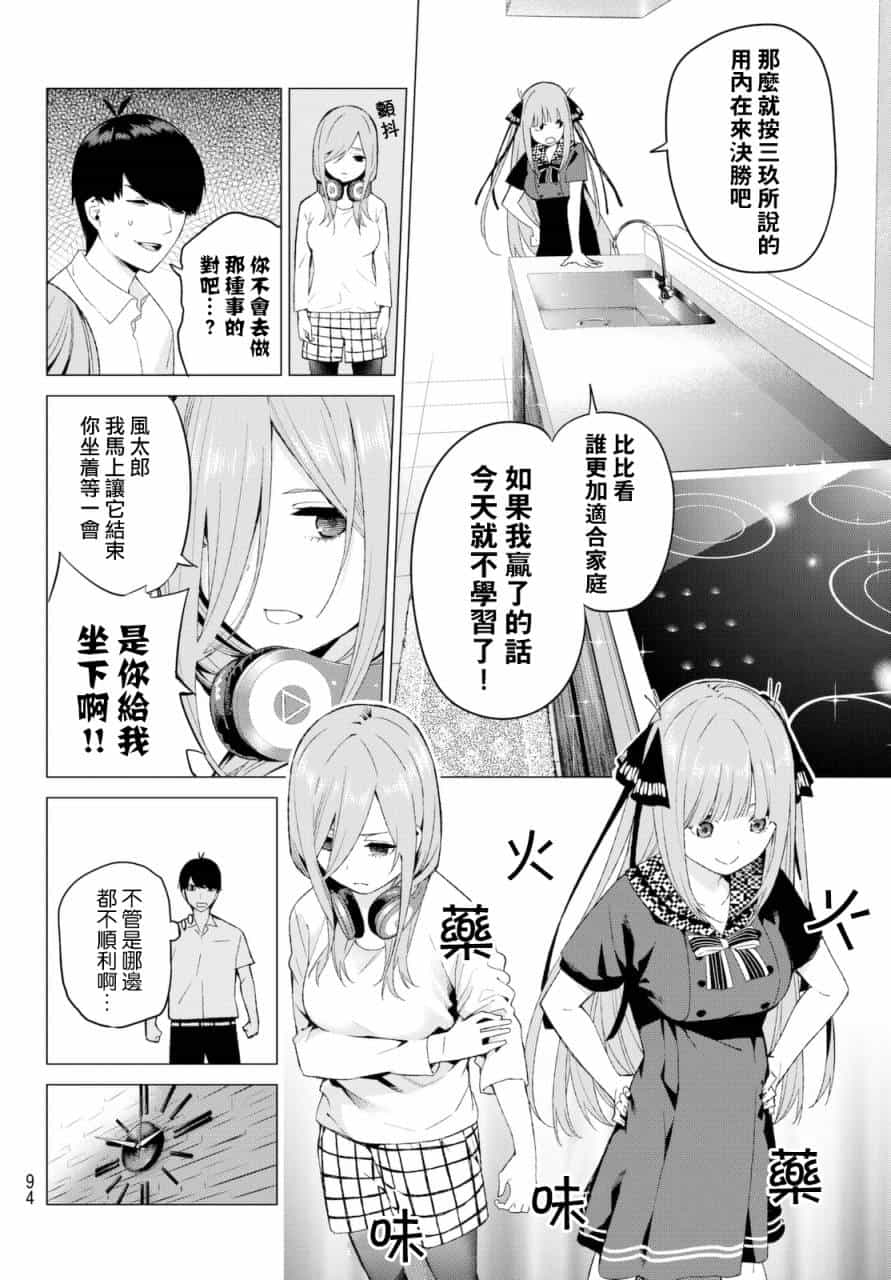 那麼就按三玖所說的
用內在來決勝吧
比比看
誰更加適合家庭
如果我贏了的話
今天就不學習了！
顫抖
你不會去做
那種事的
對吧…？
風太郎
我馬上讓它結束
你坐着等一會
是你給我
坐下啊!!
火
藥
味
藥
味
不管是哪邊
都不順利啊…
94